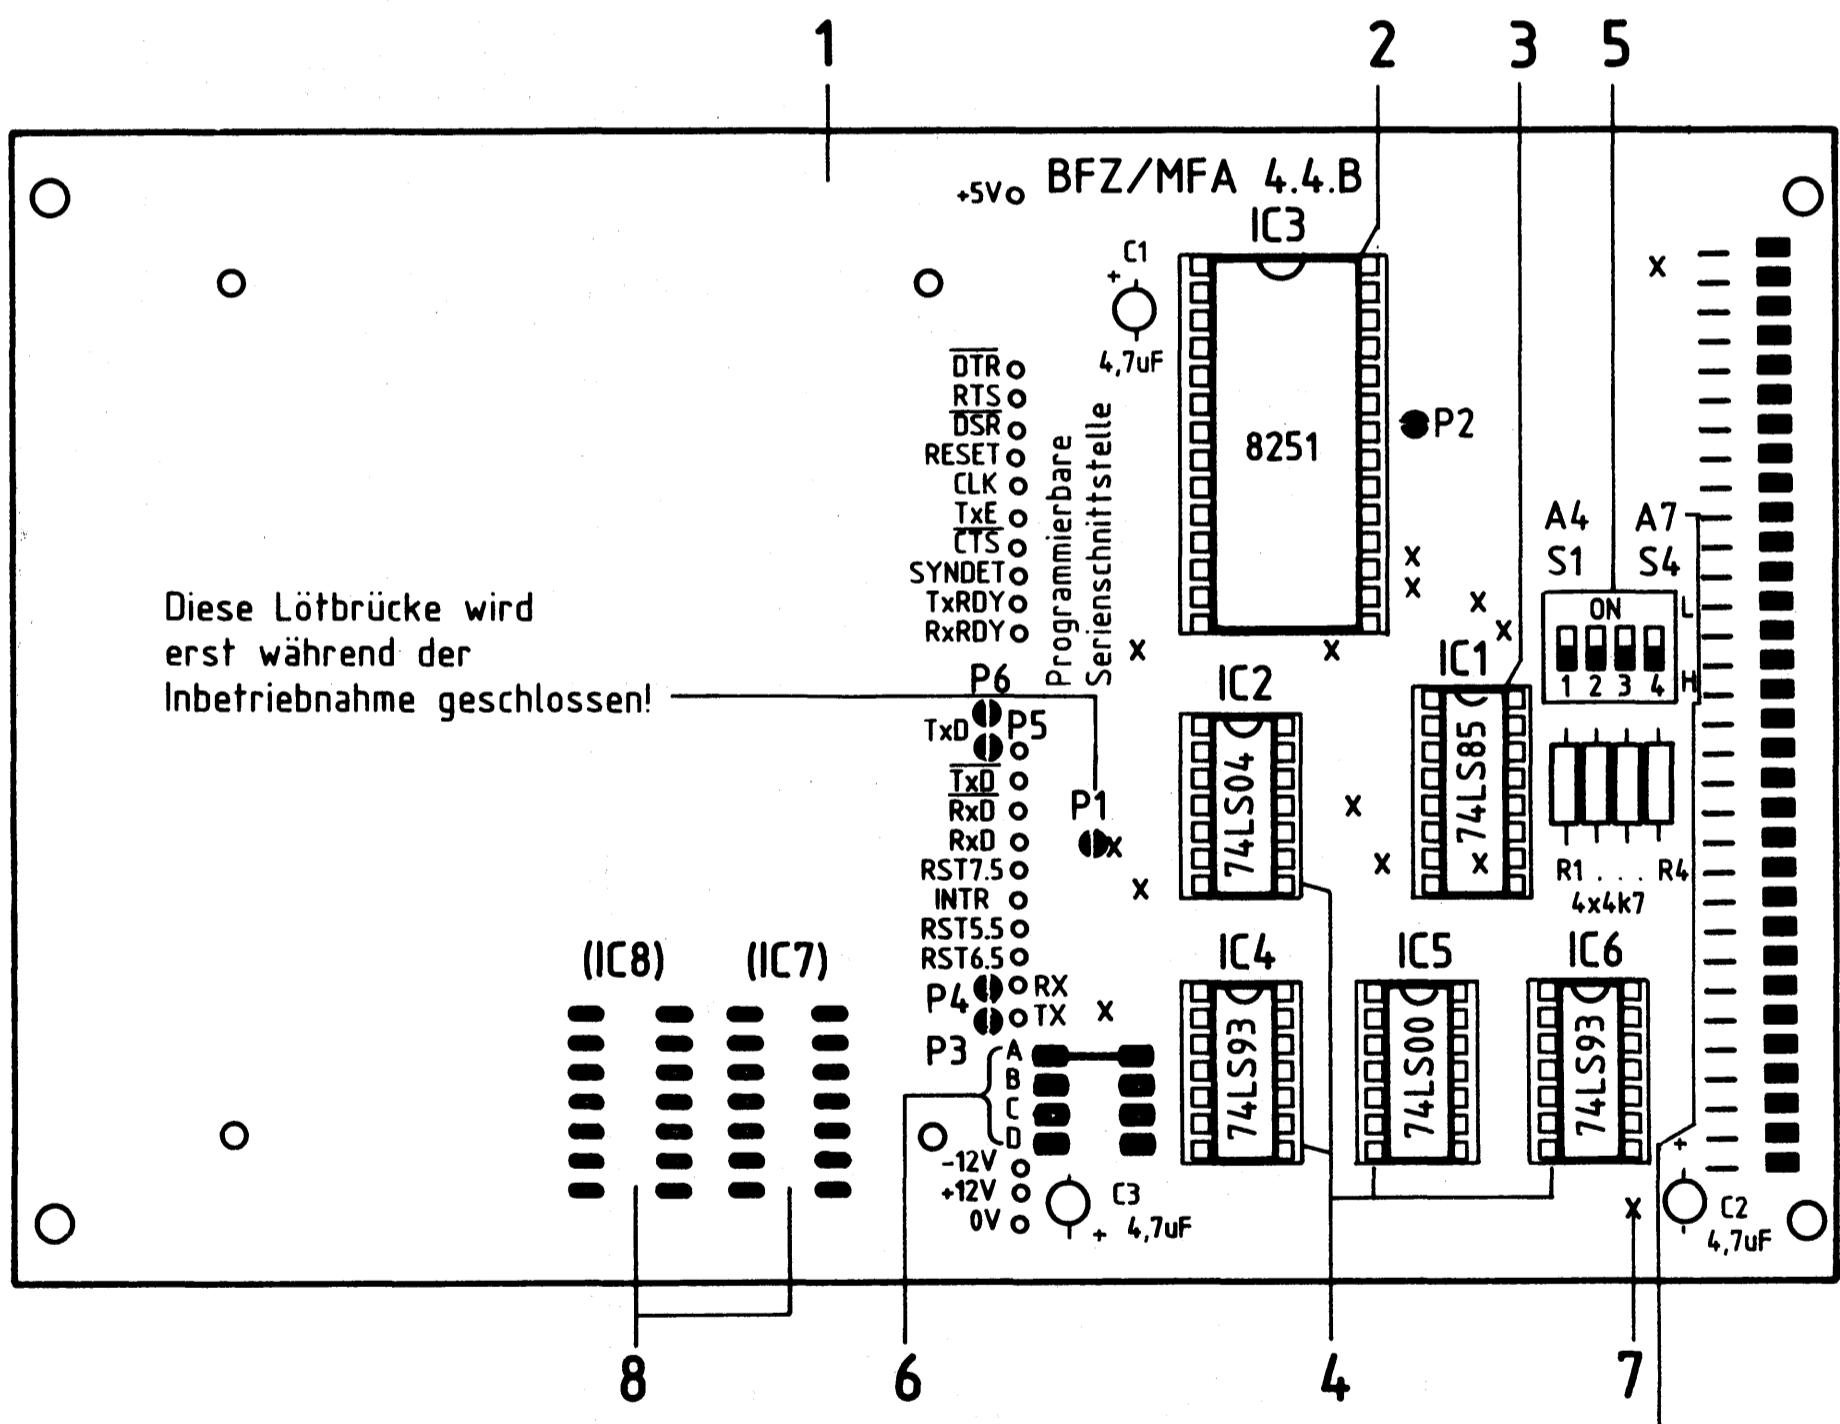 1 2 3 5
BFZ/MFA 4.4.B
+5V
IC3
C1
+
4,7uF
8251
P2
x
DTR
RTS
DSR
RESET
CLK
TxE
CTS
SYNDET
TxRDY
RxRDY
Programmierbare
Serienschnittstelle
A4 A7
S1 S4
ON
L
H
1 2 3 4
x
x
x
x
x
x
Diese Lötbrücke wird
erst während der
Inbetriebnahme geschlossen!
P6
TxD P5
TxD
RxD
RxD
RST7.5
INTR
RST5.5
RST6.5
P4 RX
TX
P3
A
B
C
D
-12V
+12V
0V
P1
x
x
x
IC2
74LS04
x
x
IC1
74LS85
x
R1 . . . R4
4x4k7
(IC8) (IC7)
IC4
74LS93
IC5
74LS00
IC6
74LS93
C3
+ 4,7uF
+
C2
4,7uF
x
8 6 4 7